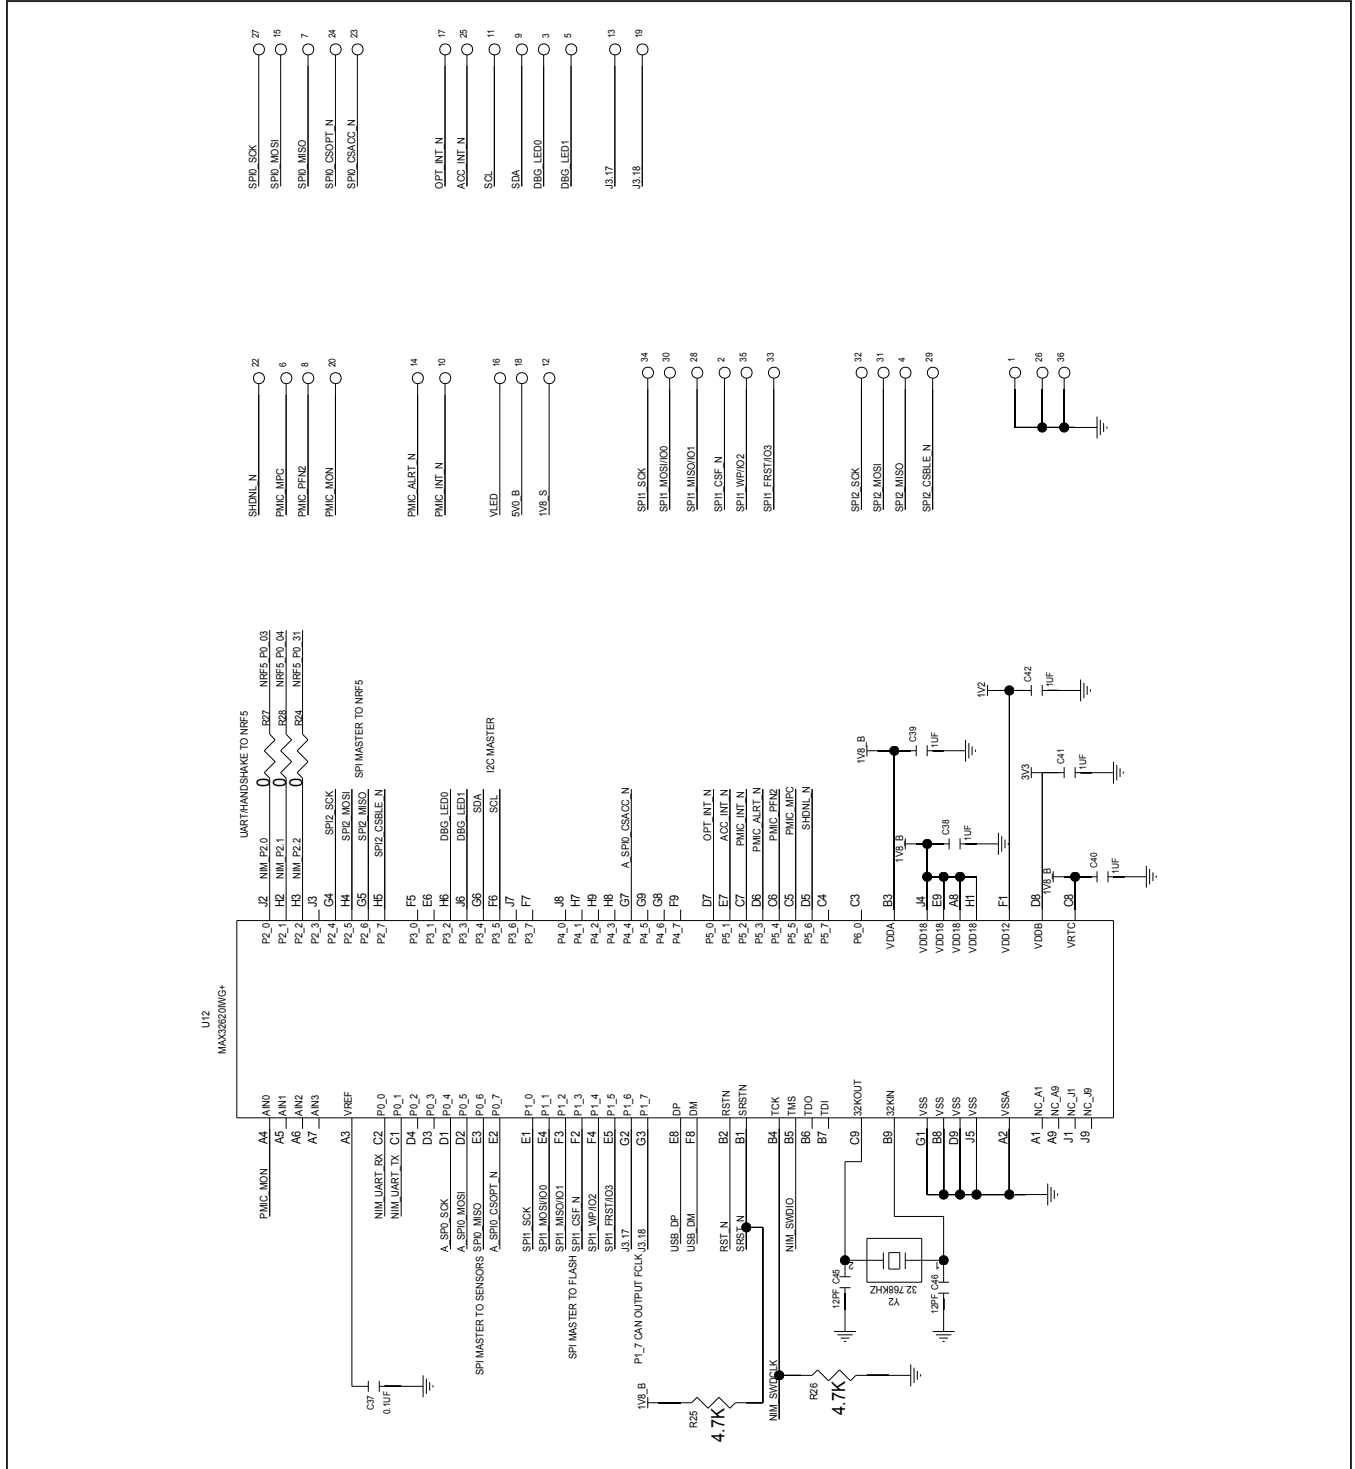 SPI0_SCK 27
SPI0_MOSI 15
SPI0_MISO 7
SPI0_CSOPT_N 24
SPI0_CSACC_N 23
OPT_INT_N 17
ACC_INT_N 25
SCL 11
SDA 9
DBG_LED0 3
DBG_LED1 5
J3.17 13
J3.18 19
SHDNL_N 22
PMIC_MPC 6
PMIC_PFN2 8
PMIC_MON 20
PMIC_ALRT_N 14
PMIC_INT_N 10
VLED 16
5V0_B 18
1V8_S 12
SPI1_SCK 34
SPI1_MOSI/IO0 30
SPI1_MISO/IO1 28
SPI1_CSF_N 2
SPI1_WP/IO2 35
SPI1_FRST/IO3 33
SPI2_SCK 32
SPI2_MOSI 31
SPI2_MISO 4
SPI2_CSBLE_N 29
1
26
36
UART/HANDSHAKE TO NRF5
P2_0 J2 NIM_P2.0 0 R27 NRF5_P0_03
P2_1 H2 NIM_P2.1 0 R28 NRF5_P0_04
P2_2 H3 NIM_P2.2 0 R24 NRF5_P0_31
P2_3 J3
P2_4 G4 SPI2_SCK
P2_5 H4 SPI2_MOSI
P2_6 G5 SPI2_MISO
P2_7 H5 SPI2_CSBLE_N
SPI MASTER TO NRF5
P3_0 F5
P3_1 E6
P3_2 H6 DBG_LED0
P3_3 J6 DBG_LED1
P3_4 G6 SDA
P3_5 F6 SCL
I2C MASTER
P3_6 J7
P3_7 F7
P4_0 J8
P4_1 H7
P4_2 H9
P4_3 H8
P4_4 G7 A_SPI0_CSACC_N
P4_5 G9
P4_6 G8
P4_7 F9
P5_0 D7 OPT_INT_N
P5_1 E7 ACC_INT_N
P5_2 C7 PMIC_INT_N
P5_3 D6 PMIC_ALRT_N
P5_4 C6 PMIC_PFN2
P5_5 C5 PMIC_MPC
P5_6 D5 SHDNL_N
P5_7 C4
P6_0 C3
VDDA B3
1V8_B C39 1UF
VDD18 J4
VDD18 E9
VDD18 A8
VDD18 H1
1V8_B C38 1UF
VDD12 F1
1V2 C42 1UF
VDDB D8
3V3 C41 1UF
VRTC C8
1V8_B C40 1UF
U12
MAX32620IWG+
PMIC_MON A4 AIN0
A5 AIN1
A6 AIN2
A7 AIN3
A3 VREF
C37
0.1UF
NIM_UART_RX C2 P0_0
NIM_UART_TX C1 P0_1
D4 P0_2
D3 P0_3
A_SP0_SCK D1 P0_4
A_SPI0_MOSI D2 P0_5
SPI0_MISO E3 P0_6
A_SPI0_CSOPT_N E2 P0_7
SPI MASTER TO SENSORS
SPI1_SCK E1 P1_0
SPI1_MOSI/IO0 E4 P1_1
SPI1_MISO/IO1 F3 P1_2
SPI1_CSF_N F2 P1_3
SPI1_WP/IO2 F4 P1_4
SPI1_FRST/IO3 E5 P1_5
J3.17 G2 P1_6
J3.18 G3 P1_7
SPI MASTER TO FLASH
P1_7 CAN OUTPUT FCLK
USB_DP E8 DP
USB_DM F8 DM
RST_N B2 RSTN
SRST_N B1 SRSTN
1V8_B
R25
4.7K
B4 TCK
NIM_SWDCLK
NIM_SWDIO B5 TMS
B6 TDO
B7 TDI
R26
4.7K
C9 32KOUT
B9 32KIN
2
1
Y2
32.768KHZ
12PF C45
12PF C46
G1 VSS
B8 VSS
D9 VSS
J5 VSS
A2 VSSA
A1 NC_A1
A9 NC_A9
J1 NC_J1
J9 NC_J9